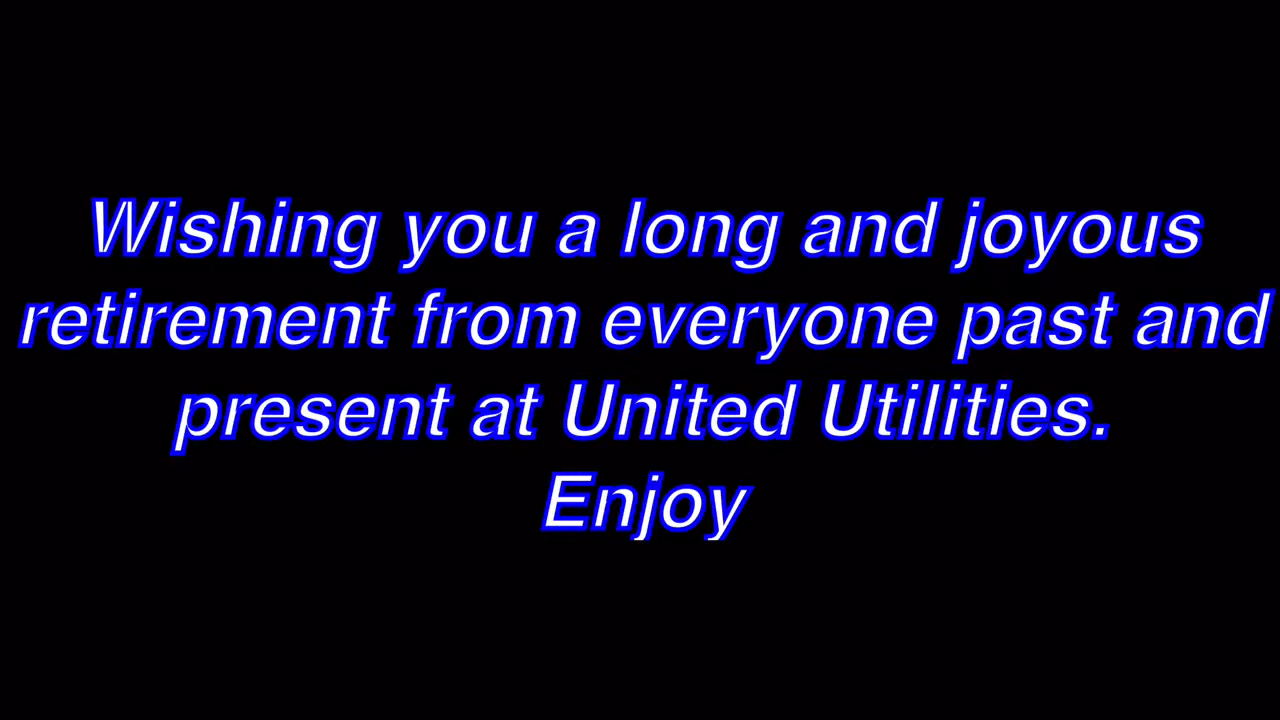 Wishing you a long and joyous
retirement from everyone past and
present at United Utilities.
Enjoy